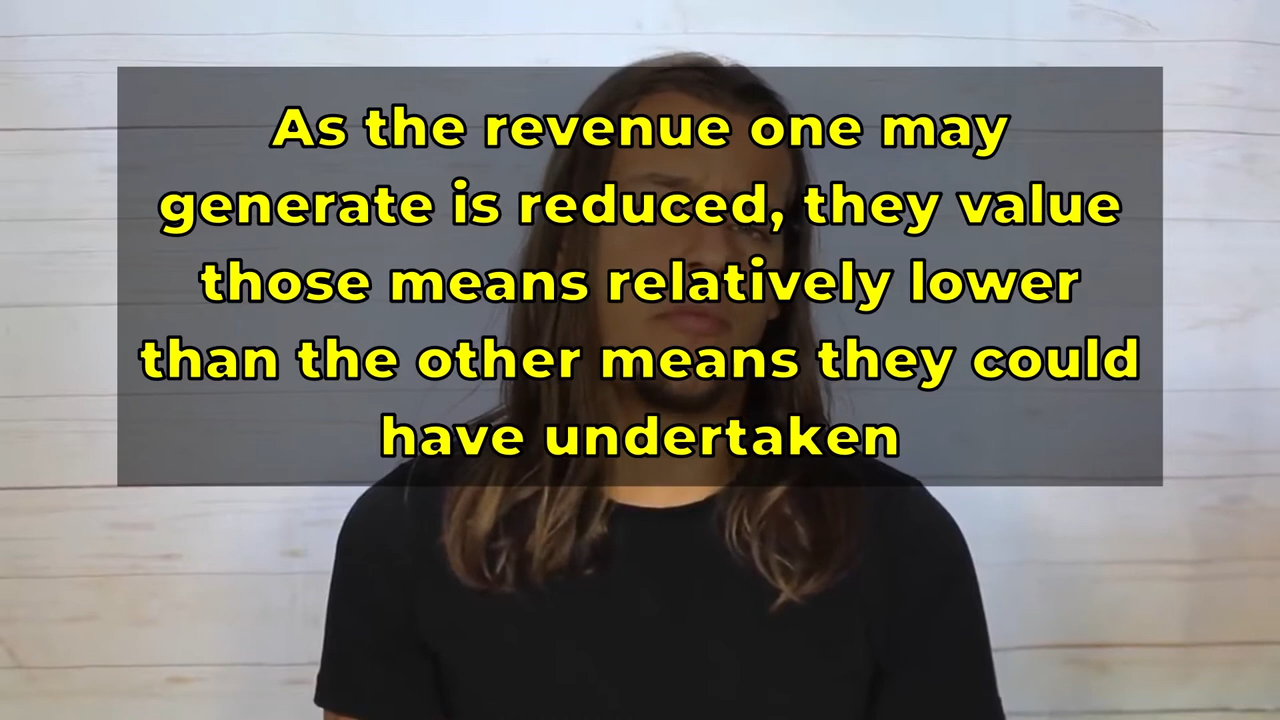 As the revenue one may
generate is reduced, they value
those means relatively lower
than the other means they could
have undertaken